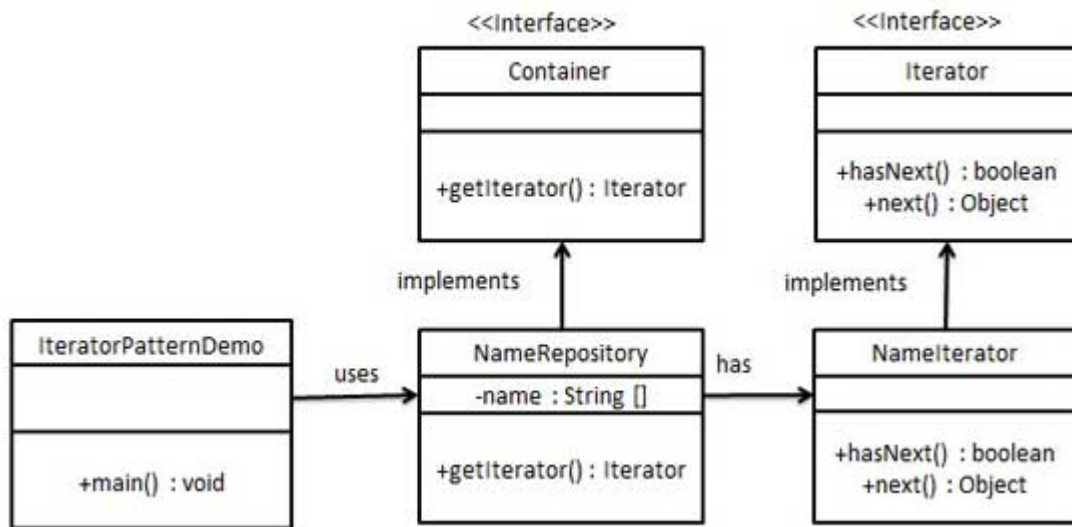 <<Interface>>
Container
+getIterator() : Iterator
<<Interface>>
Iterator
+hasNext() : boolean
+next() : Object
implements
implements
IteratorPatternDemo
+main() : void
uses
NameRepository
-name : String []
+getIterator() : Iterator
has
NameIterator
+hasNext() : boolean
+next() : Object